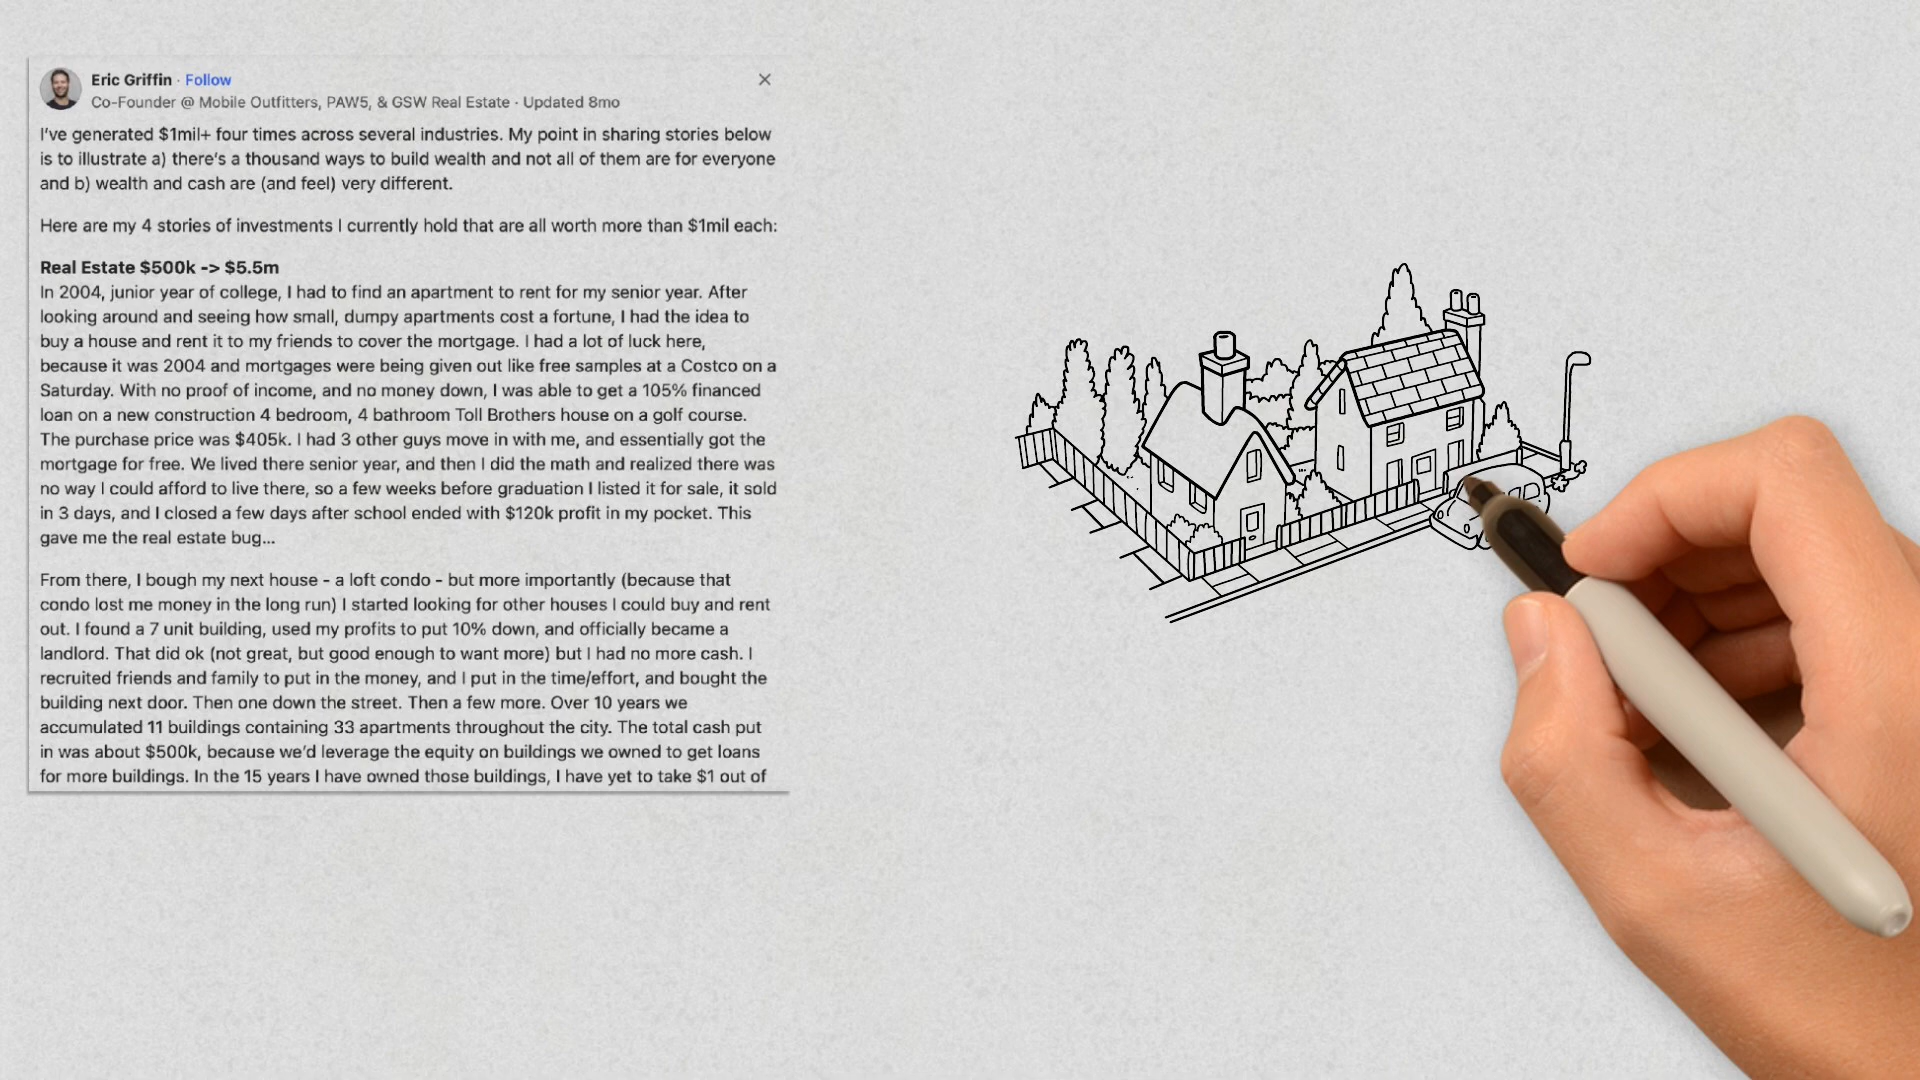 Eric Griffin · Follow
Co-Founder @ Mobile Outfitters, PAW5, & GSW Real Estate · Updated 8mo
I've generated $1mil+ four times across several industries. My point in sharing stories below
is to illustrate a) there's a thousand ways to build wealth and not all of them are for everyone
and b) wealth and cash are (and feel) very different.
Here are my 4 stories of investments I currently hold that are all worth more than $1mil each:
Real Estate $500k -> $5.5m
In 2004, junior year of college, I had to find an apartment to rent for my senior year. After
looking around and seeing how small, dumpy apartments cost a fortune, I had the idea to
buy a house and rent it to my friends to cover the mortgage. I had a lot of luck here,
because it was 2004 and mortgages were being given out like free samples at a Costco on a
Saturday. With no proof of income, and no money down, I was able to get a 105% financed
loan on a new construction 4 bedroom, 4 bathroom Toll Brothers house on a golf course.
The purchase price was $405k. I had 3 other guys move in with me, and essentially got the
mortgage for free. We lived there senior year, and then I did the math and realized there was
no way I could afford to live there, so a few weeks before graduation I listed it for sale, it sold
in 3 days, and I closed a few days after school ended with $120k profit in my pocket. This
gave me the real estate bug...
From there, I bough my next house - a loft condo - but more importantly (because that
condo lost me money in the long run) I started looking for other houses I could buy and rent
out. I found a 7 unit building, used my profits to put 10% down, and officially became a
landlord. That did ok (not great, but good enough to want more) but I had no more cash. I
recruited friends and family to put in the money, and I put in the time/effort, and bought the
building next door. Then one down the street. Then a few more. Over 10 years we
accumulated 11 buildings containing 33 apartments throughout the city. The total cash put
in was about $500k, because we'd leverage the equity on buildings we owned to get loans
for more buildings. In the 15 years I have owned those buildings, I have yet to take $1 out of